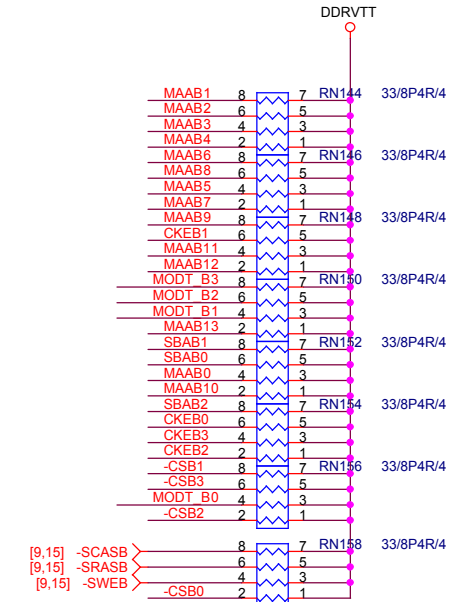 DDRVTT
MAAB1 8 7 RN144 33/8P4R/4
MAAB2 6 5
MAAB3 4 3
MAAB4 2 1
MAAB6 8 7 RN146 33/8P4R/4
MAAB8 6 5
MAAB5 4 3
MAAB7 2 1
MAAB9 8 7 RN148 33/8P4R/4
CKEB1 6 5
MAAB11 4 3
MAAB12 2 1
MODT_B3 8 7 RN150 33/8P4R/4
MODT_B2 6 5
MODT_B1 4 3
MAAB13 2 1
SBAB1 8 7 RN152 33/8P4R/4
SBAB0 6 5
MAAB0 4 3
MAAB10 2 1
SBAB2 8 7 RN154 33/8P4R/4
CKEB0 6 5
CKEB3 4 3
CKEB2 2 1
-CSB1 8 7 RN156 33/8P4R/4
-CSB3 6 5
MODT_B0 4 3
-CSB2 2 1
[9,15] -SCASB 8 7 RN158 33/8P4R/4
[9,15] -SRASB 6 5
[9,15] -SWEB 4 3
-CSB0 2 1